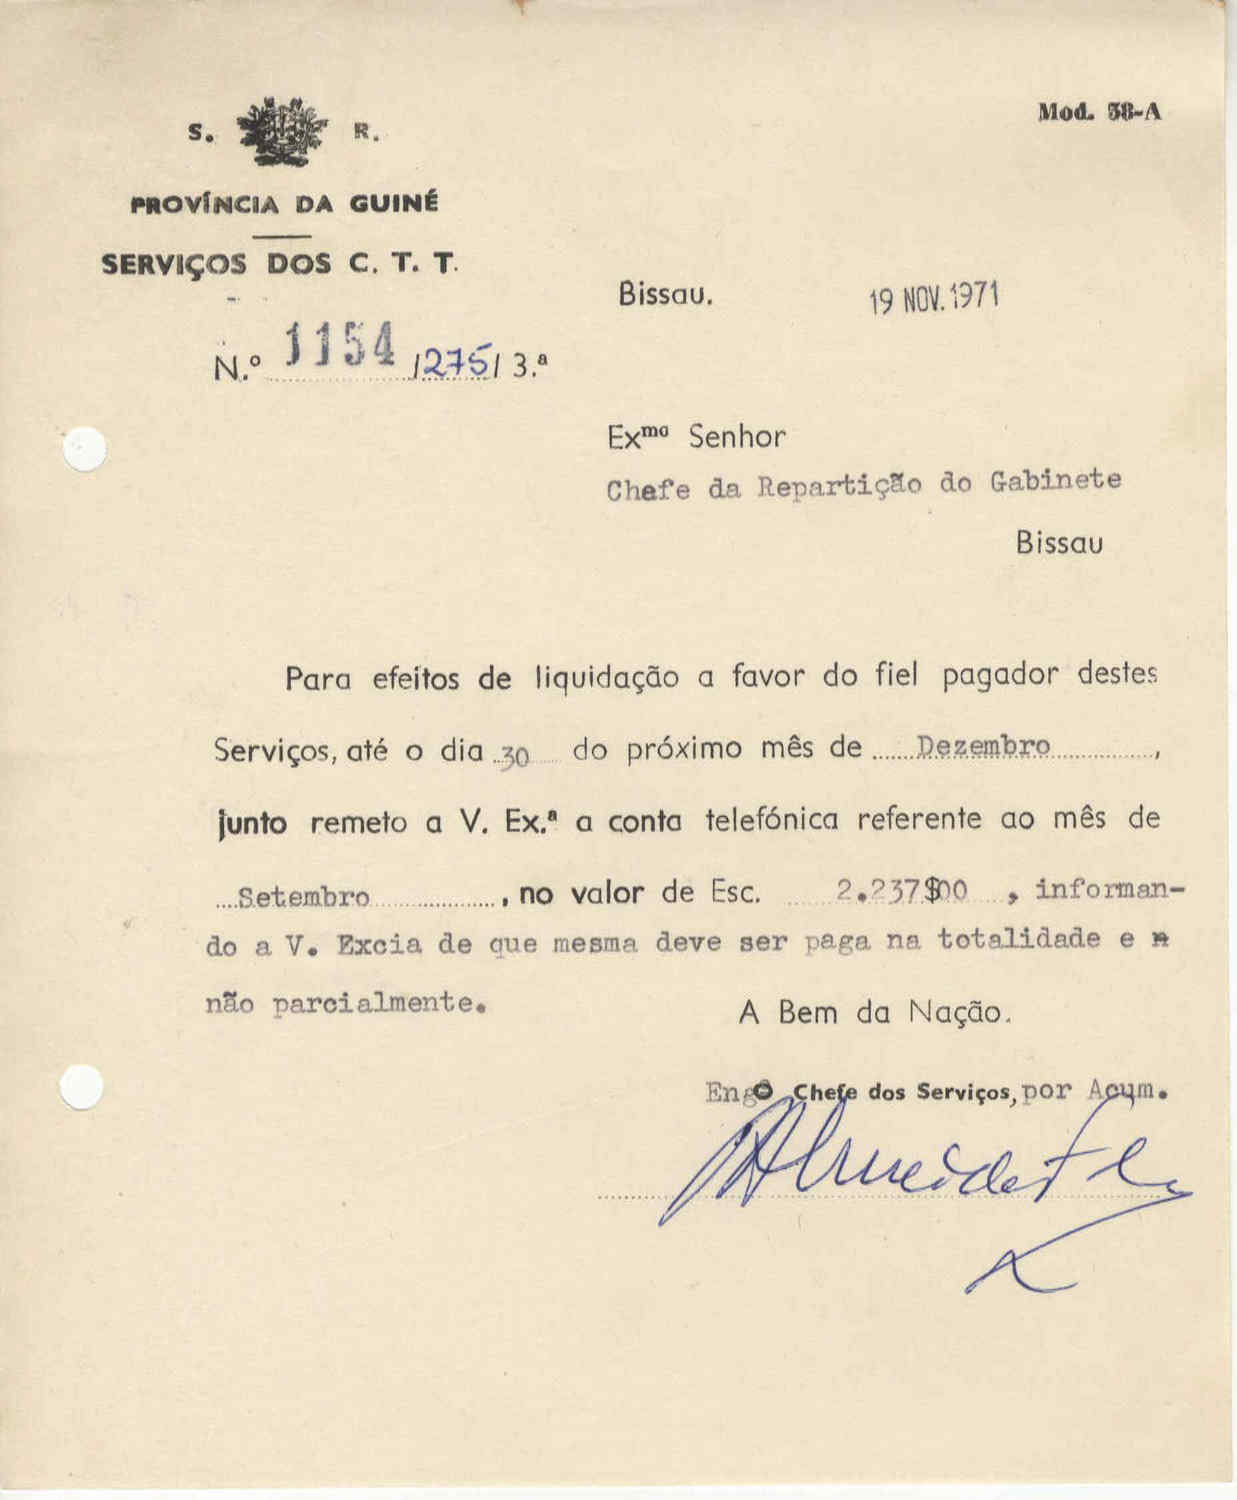 Mod. 38-A
S. R.
PROVÍNCIA DA GUINÉ
SERVIÇOS DOS C. T. T.
Bissau. 19 NOV. 1971
N.º 1154 /275/ 3.ª
Exmo Senhor
Chefe da Repartição do Gabinete
Bissau
Para efeitos de liquidação a favor do fiel pagador destes
Serviços, até o dia 30 do próximo mês de Dezembro,
junto remeto a V. Ex.ª a conta telefónica referente ao mês de
Setembro, no valor de Esc. 2.237$00, informan-
do a V. Excia de que mesma deve ser paga na totalidade e n
não parcialmente.
A Bem da Nação.
Engº Chefe dos Serviços, por Acum.